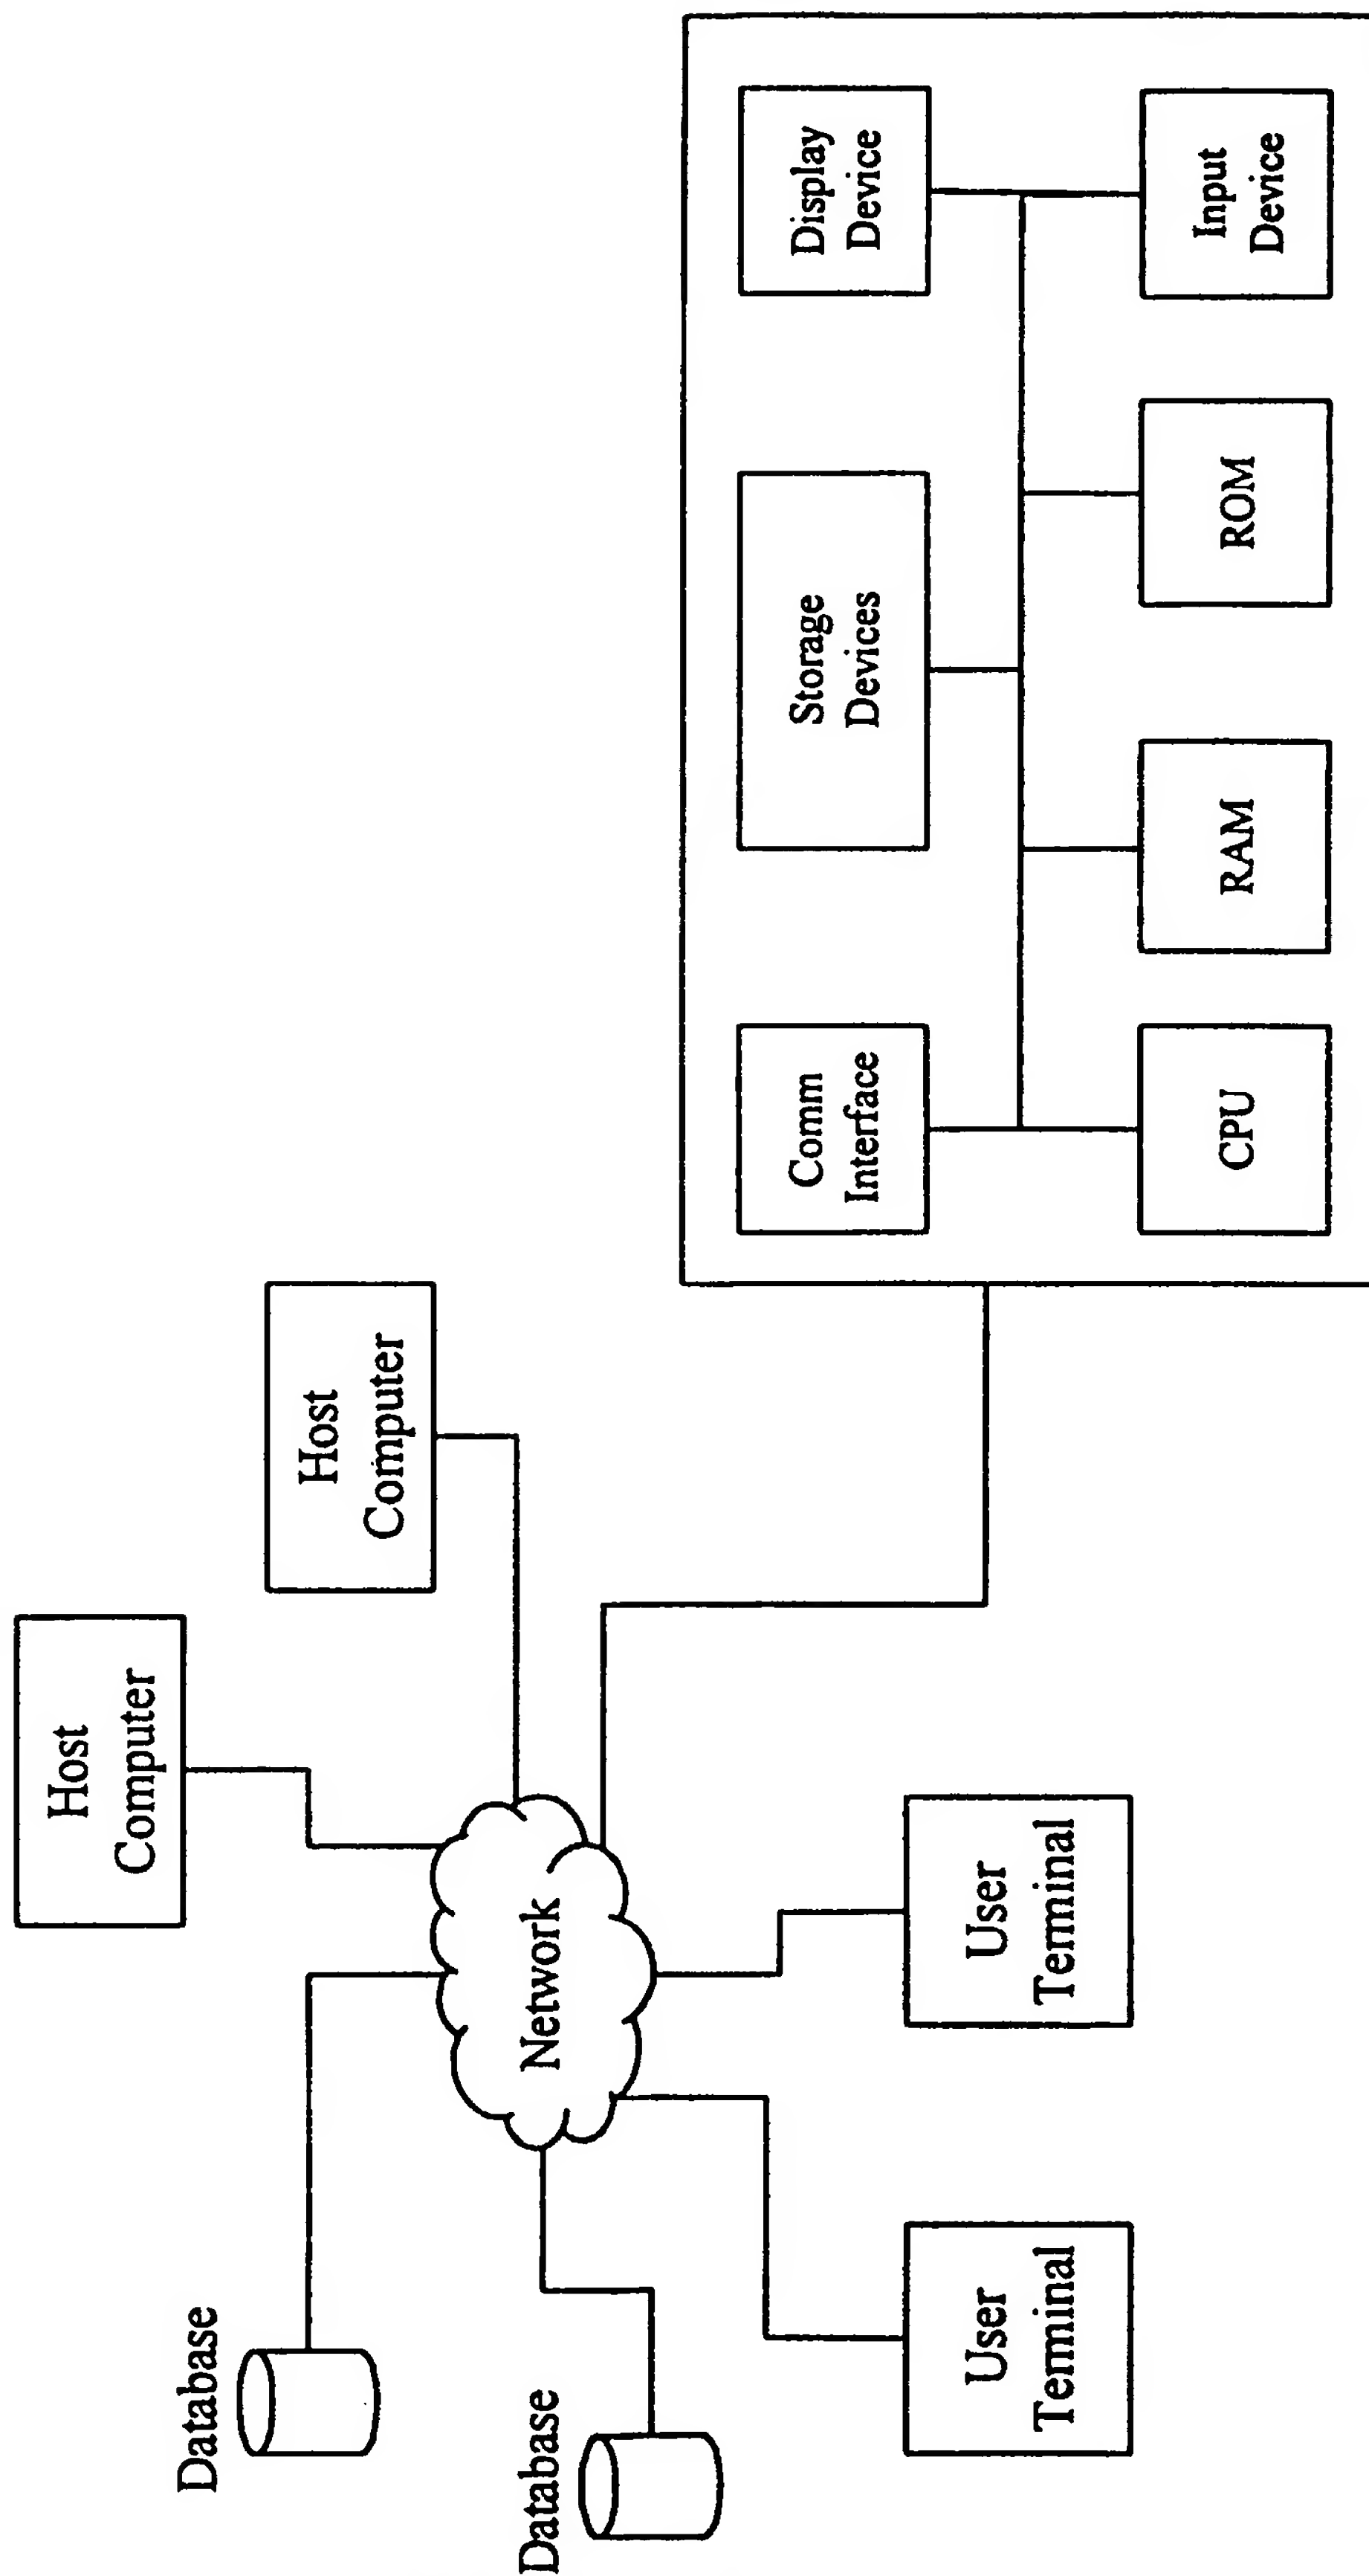 Database
Database
Host
Computer
Host
Computer
Network
User
Terminal
User
Terminal
Comm
Interface
Storage
Devices
Display
Device
CPU
RAM
ROM
Input
Device